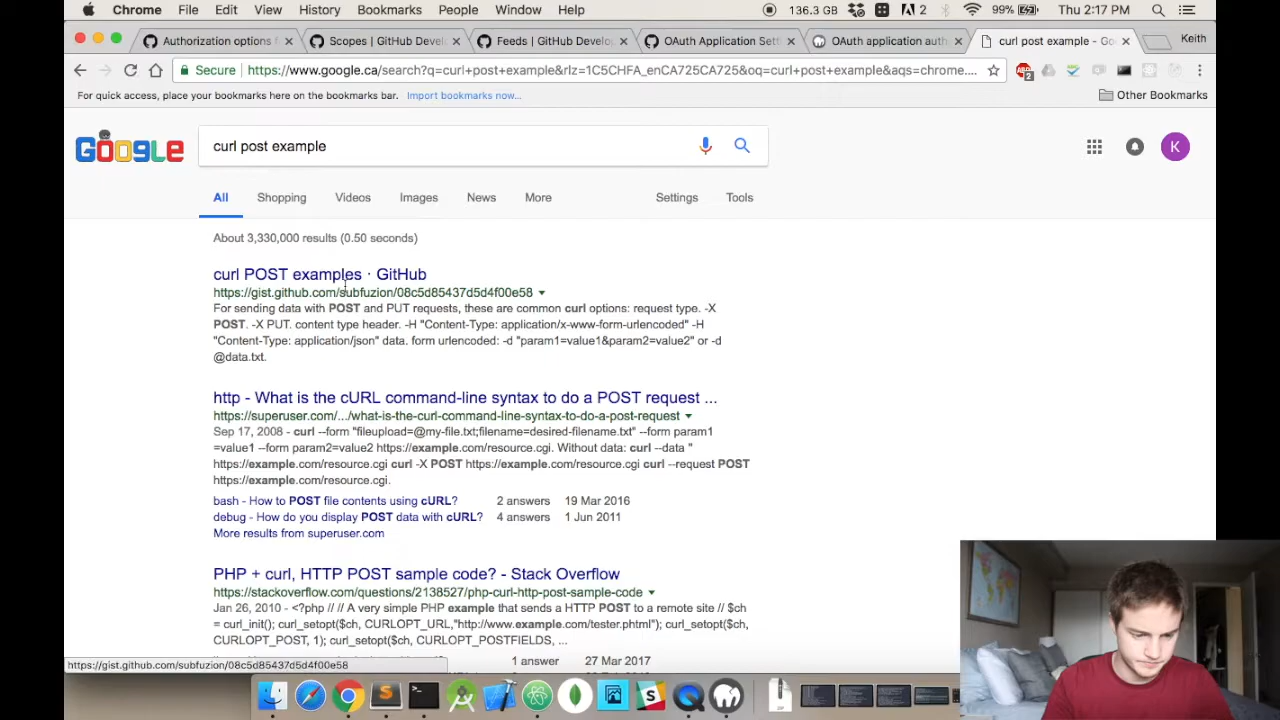 Chrome File Edit View History Bookmarks People Window Help 136.3 GB 2 99% Thu 2:17 PM
Authorization options f
Scopes | GitHub Devel
Feeds | GitHub Develo
OAuth Application Sett
OAuth application auth
curl post example - Go
Keith
Secure https://www.google.ca/search?q=curl+post+example&rlz=1C5CHFA_enCA725CA725&oq=curl+post+example&aqs=chrome....
2
For quick access, place your bookmarks here on the bookmarks bar. Import bookmarks now... Other Bookmarks
Google
curl post example
K
All Shopping Videos Images News More Settings Tools
About 3,330,000 results (0.50 seconds)
curl POST examples · GitHub
https://gist.github.com/subfuzion/08c5d85437d5d4f00e58
For sending data with POST and PUT requests, these are common curl options: request type. -X
POST. -X PUT. content type header. -H "Content-Type: application/x-www-form-urlencoded" -H
"Content-Type: application/json" data. form urlencoded: -d "param1=value1&param2=value2" or -d
@data.txt.
http - What is the cURL command-line syntax to do a POST request ...
https://superuser.com/.../what-is-the-curl-command-line-syntax-to-do-a-post-request
Sep 17, 2008 - curl --form "fileupload=@my-file.txt;filename=desired-filename.txt" --form param1
=value1 --form param2=value2 https://example.com/resource.cgi. Without data: curl --data "
https://example.com/resource.cgi curl -X POST https://example.com/resource.cgi curl --request POST
https://example.com/resource.cgi.
bash - How to POST file contents using cURL? 2 answers 19 Mar 2016
debug - How do you display POST data with cURL? 4 answers 1 Jun 2011
More results from superuser.com
PHP + curl, HTTP POST sample code? - Stack Overflow
https://stackoverflow.com/questions/2138527/php-curl-http-post-sample-code
Jan 26, 2010 - <?php // // A very simple PHP example that sends a HTTP POST to a remote site // $ch
= curl_init(); curl_setopt($ch, CURLOPT_URL,"http://www.example.com/tester.phtml"); curl_setopt($ch,
CURLOPT_POST, 1); curl_setopt($ch, CURLOPT_POSTFIELDS, ...
1 answer 27 Mar 2017
https://gist.github.com/subfuzion/08c5d85437d5d4f00e58